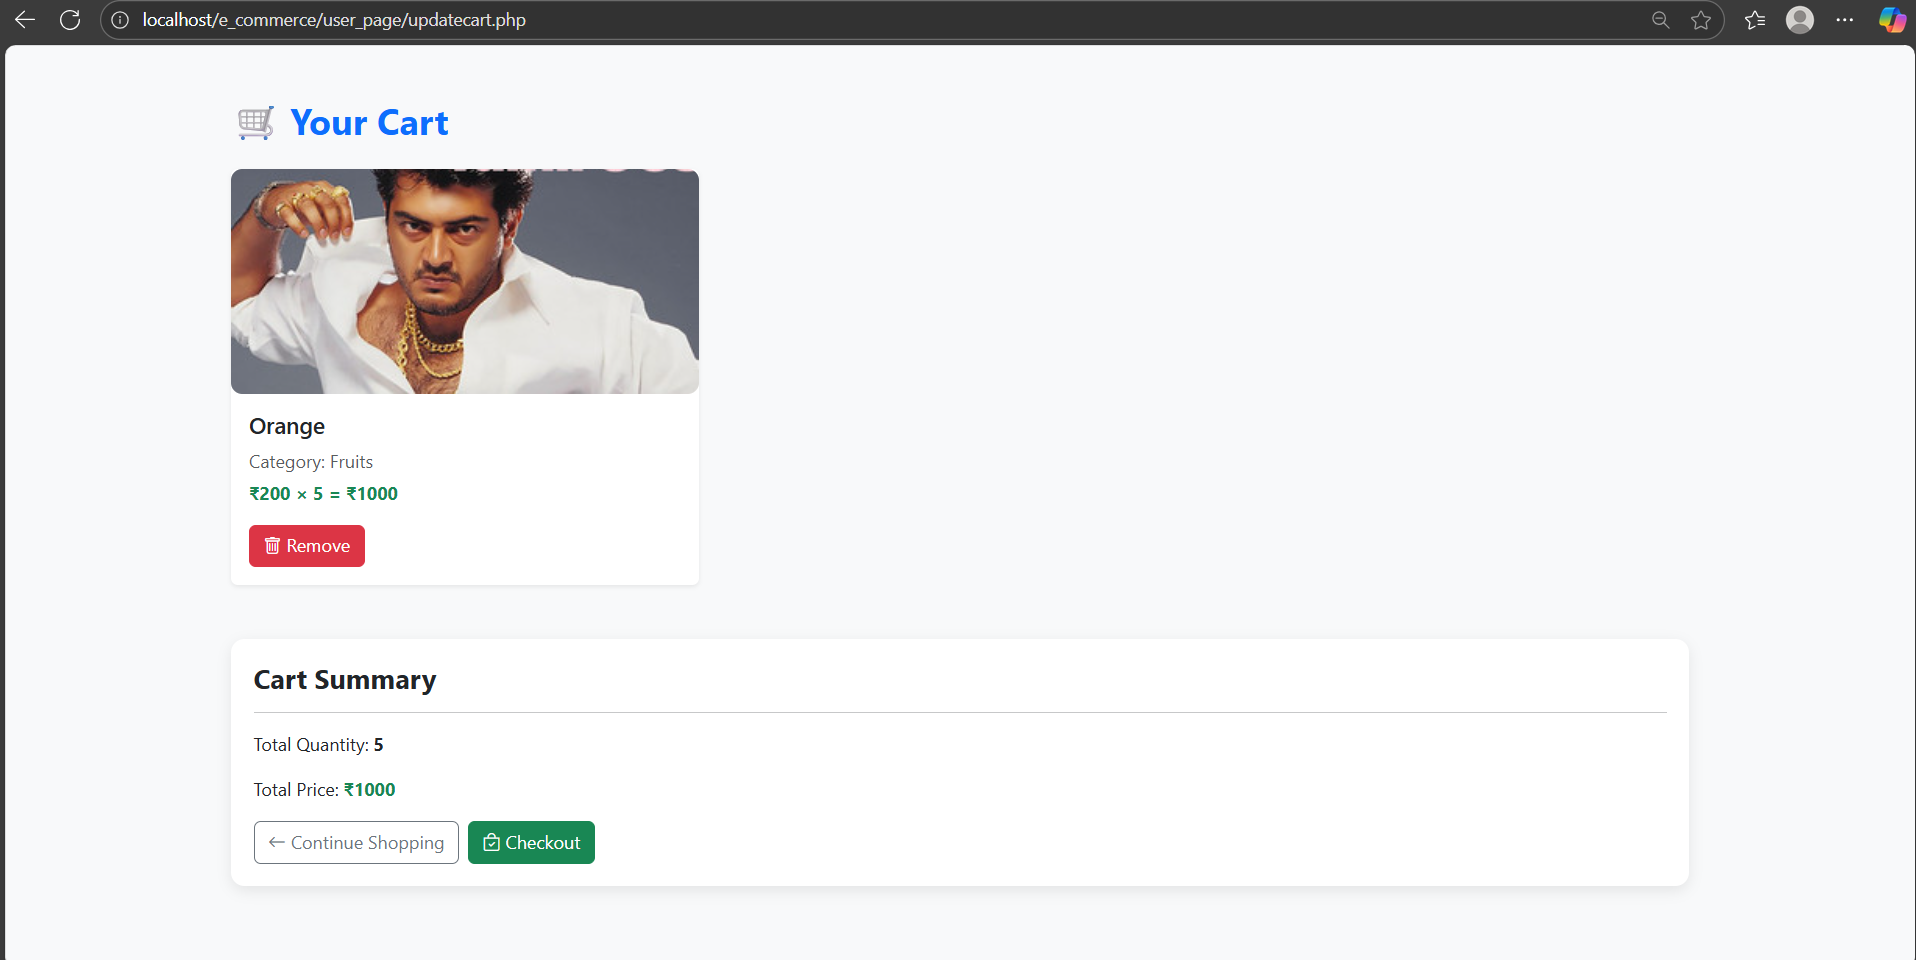 localhost/e_commerce/user_page/updatecart.php
Your Cart
Orange
Category: Fruits
₹200 × 5 = ₹1000
Remove
Cart Summary
Total Quantity: 5
Total Price: ₹1000
← Continue Shopping
Checkout